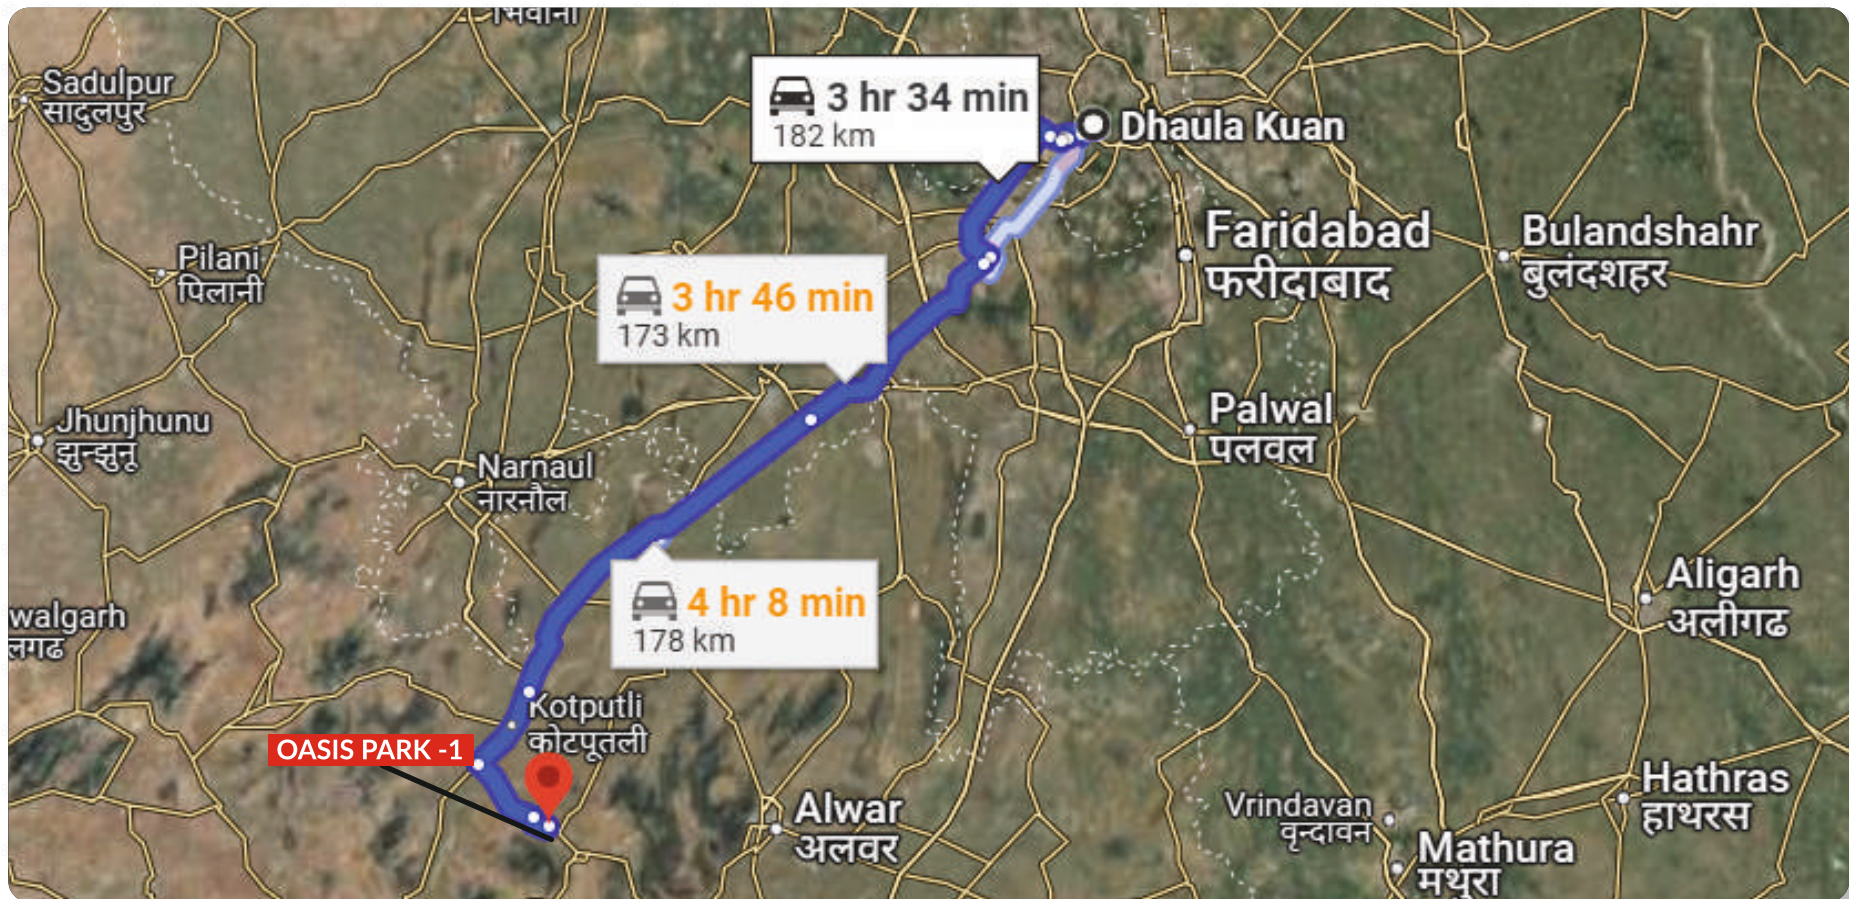 भिवानी
Sadulpur
सादुलपुर
3 hr 34 min
182 km
Dhaula Kuan
Faridabad
फरीदाबाद
Bulandshahr
बुलंदशहर
Pilani
पिलानी
3 hr 46 min
173 km
Jhunjhunu
झुन्झुनू
Palwal
पलवल
Narnaul
नारनौल
4 hr 8 min
178 km
Aligarh
अलीगढ
walgarh
लगढ
Kotputli
कोटपूतली
OASIS PARK -1
Alwar
अलवर
Vrindavan
वृन्दावन
Hathras
हाथरस
Mathura
मथुरा